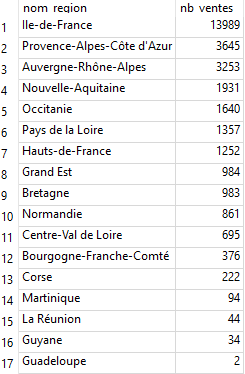 nom_region nb_ventes
1 Ile-de-France 13989
2 Provence-Alpes-Côte d'Azur 3645
3 Auvergne-Rhône-Alpes 3253
4 Nouvelle-Aquitaine 1931
5 Occitanie 1640
6 Pays de la Loire 1357
7 Hauts-de-France 1252
8 Grand Est 984
9 Bretagne 983
10 Normandie 861
11 Centre-Val de Loire 695
12 Bourgogne-Franche-Comté 376
13 Corse 222
14 Martinique 94
15 La Réunion 44
16 Guyane 34
17 Guadeloupe 2